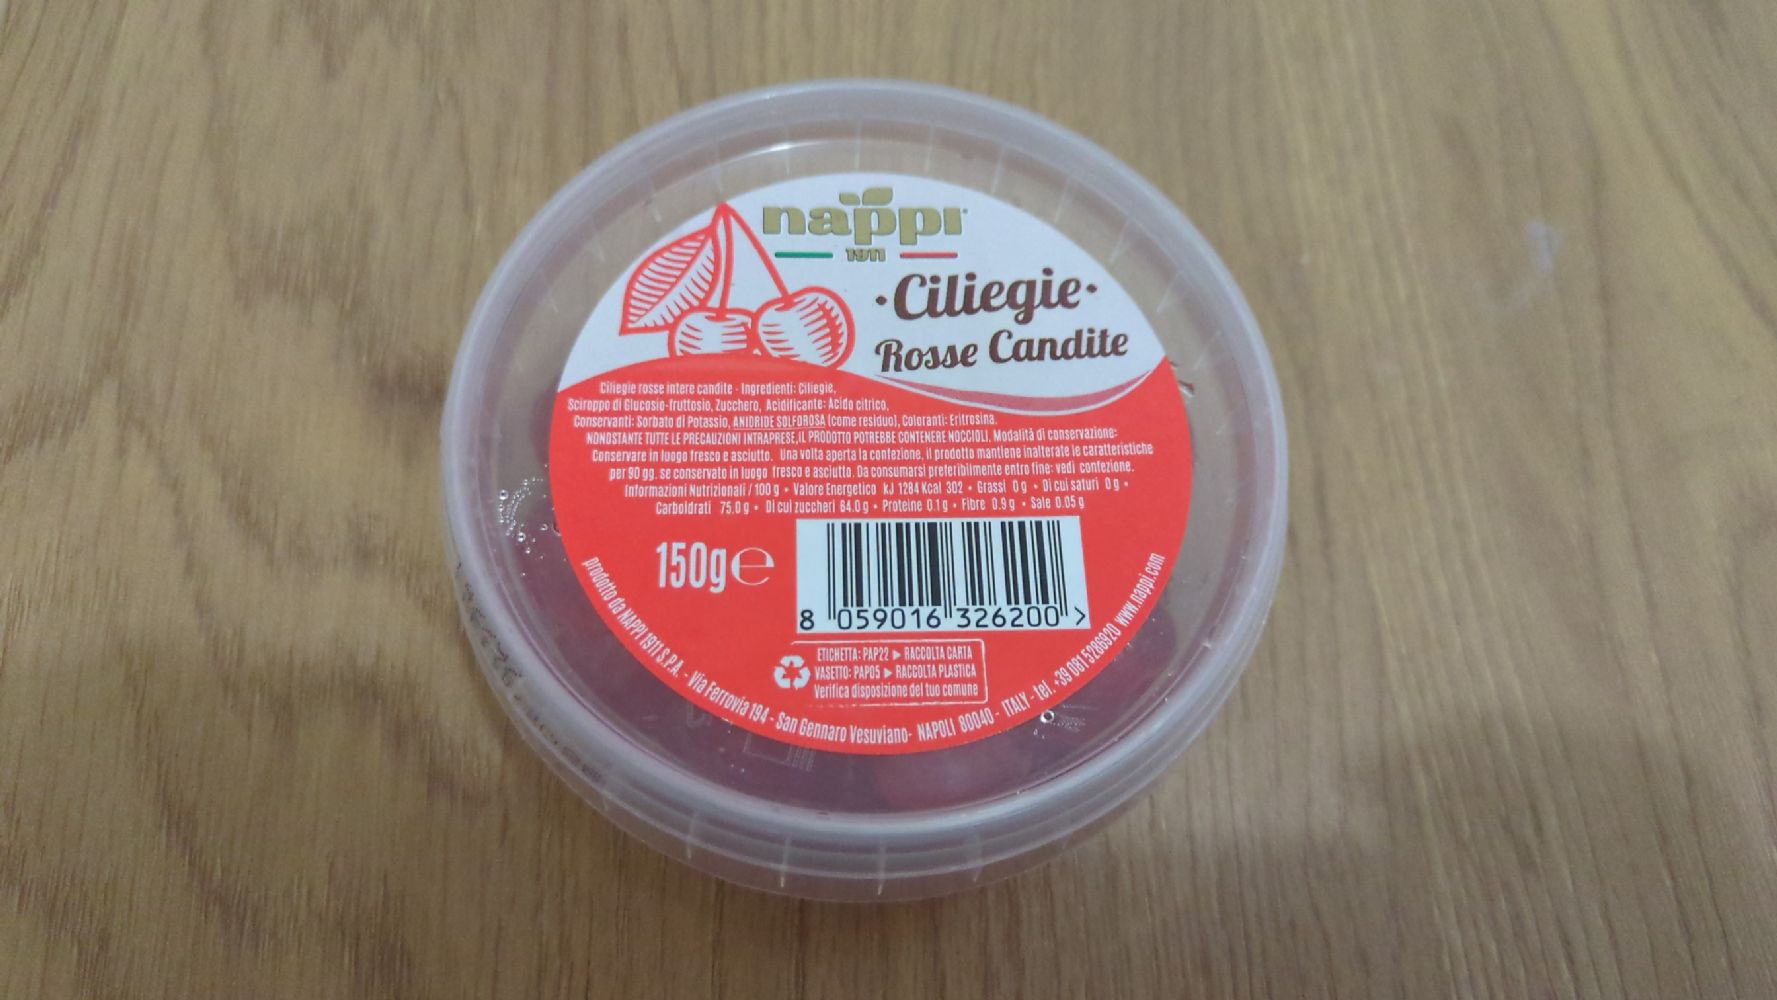 nappi
1911
·Ciliegie·
Rosse Candite
Ciliegie rosse intere candite - Ingredienti: Ciliegie,
Sciroppo di Glucosio-fruttosio, Zucchero, Acidificante: Acido citrico,
Conservanti: Sorbato di Potassio, ANIDRIDE SOLFOROSA (come residuo), Coloranti: Eritrosina.
NONOSTANTE TUTTE LE PRECAUZIONI INTRAPRESE,IL PRODOTTO POTREBBE CONTENERE NOCCIOLI. Modalità di conservazione:
Conservare in luogo fresco e asciutto. Una volta aperta la confezione, il prodotto mantiene inalterate le caratteristiche
per 90 gg. se conservato in luogo fresco e asciutto. Da consumarsi preferibilmente entro fine: vedi confezione.
Informazioni Nutrizionali / 100 g • Valore Energetico kJ 1284 Kcal 302 • Grassi 0 g • Di cui saturi 0 g •
Carboidrati 75.0 g • Di cui zuccheri 64.0 g • Proteine 0.1 g • Fibre 0.9 g • Sale 0.05 g
150g e
8 059016 326200 >
ETICHETTA: PAP22 ▶ RACCOLTA CARTA
VASETTO: PAP05 ▶ RACCOLTA PLASTICA
Verifica disposizione del tuo comune
prodotto da NAPPI 1911 S.P.A. - Via Ferrovia 194 - San Gennaro Vesuviano- NAPOLI 80040 - ITALY - tel. +39 081 5286920 www.nappi.com